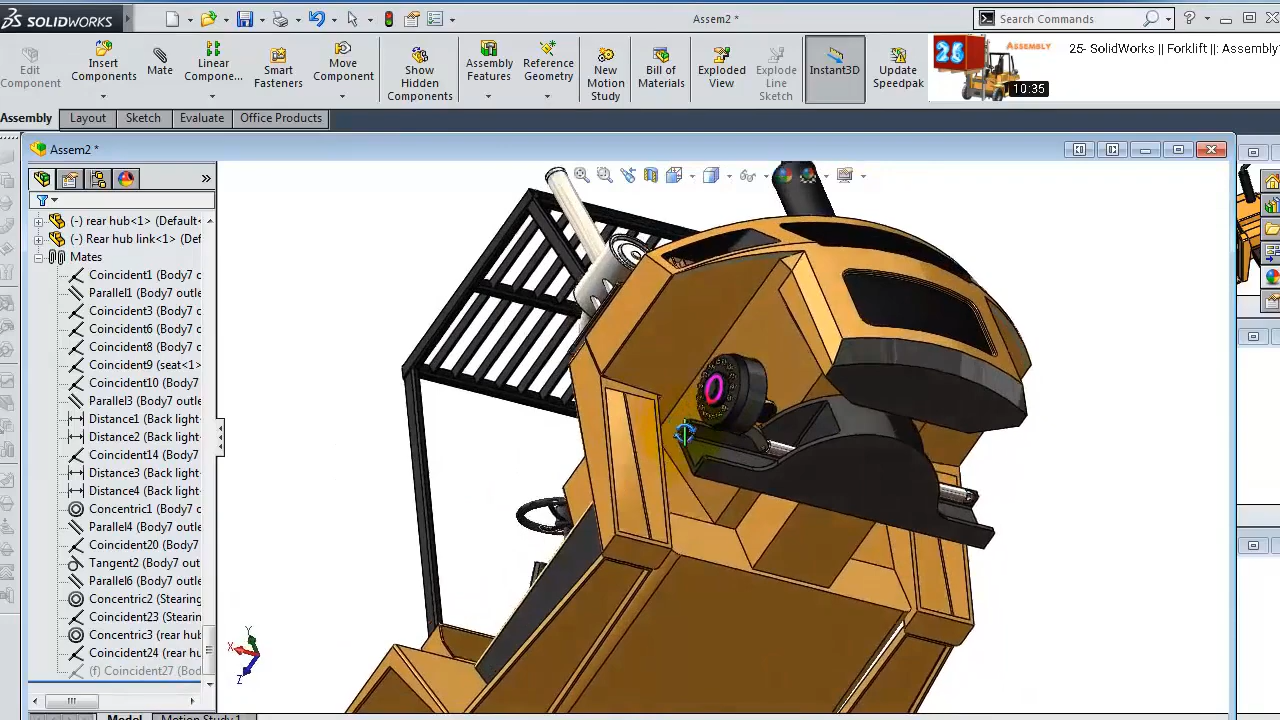 SOLIDWORKS
Assem2 *
Search Commands
Edit Component
Insert Components
Mate
Linear Compon...
Smart Fasteners
Move Component
Show Hidden Components
Assembly Features
Reference Geometry
New Motion Study
Bill of Materials
Exploded View
Explode Line Sketch
Instant3D
Update Speedpak
25
ASSEMBLY
10:35
25- SolidWorks || Forklift ||: Assembly
Assembly
Layout
Sketch
Evaluate
Office Products
Assem2 *
(-) rear hub<1> (Default<
(-) Rear hub link<1> (Def
Mates
Coincident1 (Body7 c
Parallel1 (Body7 outle
Coincident3 (Body7 c
Coincident6 (Body7 c
Coincident8 (Body7 c
Coincident9 (seat<1>
Coincident10 (Body7
Parallel3 (Body7 outle
Distance1 (Back light-
Distance2 (Back light-
Coincident14 (Body7
Distance3 (Back light-
Distance4 (Back light-
Concentric1 (Body7 c
Parallel4 (Body7 outle
Coincident20 (Body7
Tangent2 (Body7 outl
Parallel6 (Body7 outle
Concentric2 (Stearing
Coincident23 (Stearin
Concentric3 (rear hub
Coincident24 (rear hu
(f) Coincident27 (Bod
Y
X
Z
Model
Motion Study 1